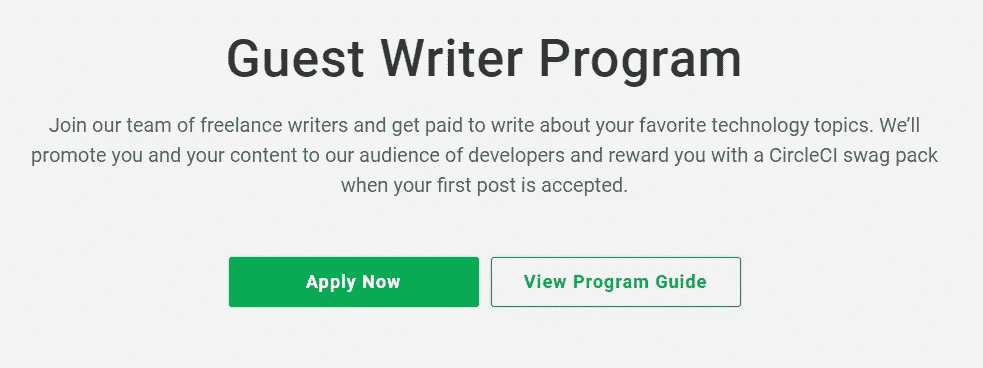 Guest Writer Program
Join our team of freelance writers and get paid to write about your favorite technology topics. We’ll
promote you and your content to our audience of developers and reward you with a CircleCI swag pack
when your first post is accepted.
Apply Now
View Program Guide